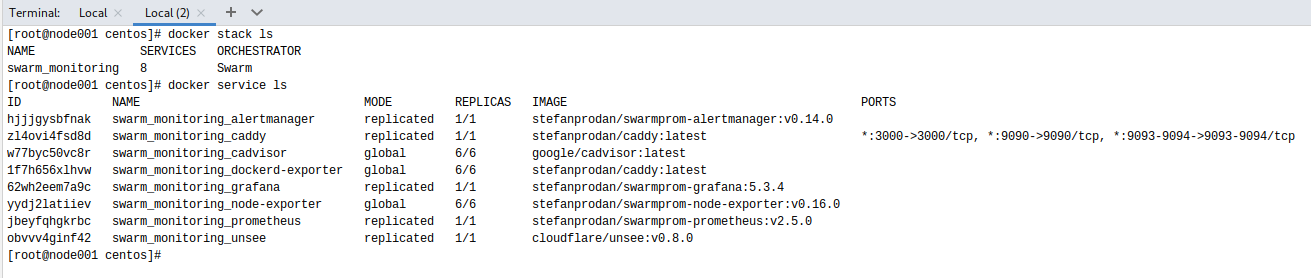 Terminal: Local × Local (2) × +
[root@node001 centos]# docker stack ls
NAME SERVICES ORCHESTRATOR
swarm_monitoring 8 Swarm
[root@node001 centos]# docker service ls
ID NAME MODE REPLICAS IMAGE PORTS
hjjjgysbfnak swarm_monitoring_alertmanager replicated 1/1 stefanprodan/swarmprom-alertmanager:v0.14.0
zl4ovi4fsd8d swarm_monitoring_caddy replicated 1/1 stefanprodan/caddy:latest *:3000->3000/tcp, *:9090->9090/tcp, *:9093-9094->9093-9094/tcp
w77byc50vc8r swarm_monitoring_cadvisor global 6/6 google/cadvisor:latest
1f7h656xlhvw swarm_monitoring_dockerd-exporter global 6/6 stefanprodan/caddy:latest
62wh2eem7a9c swarm_monitoring_grafana replicated 1/1 stefanprodan/swarmprom-grafana:5.3.4
yydj2latiiev swarm_monitoring_node-exporter global 6/6 stefanprodan/swarmprom-node-exporter:v0.16.0
jbeyfqhgkrbc swarm_monitoring_prometheus replicated 1/1 stefanprodan/swarmprom-prometheus:v2.5.0
obvvv4ginf42 swarm_monitoring_unsee replicated 1/1 cloudflare/unsee:v0.8.0
[root@node001 centos]#